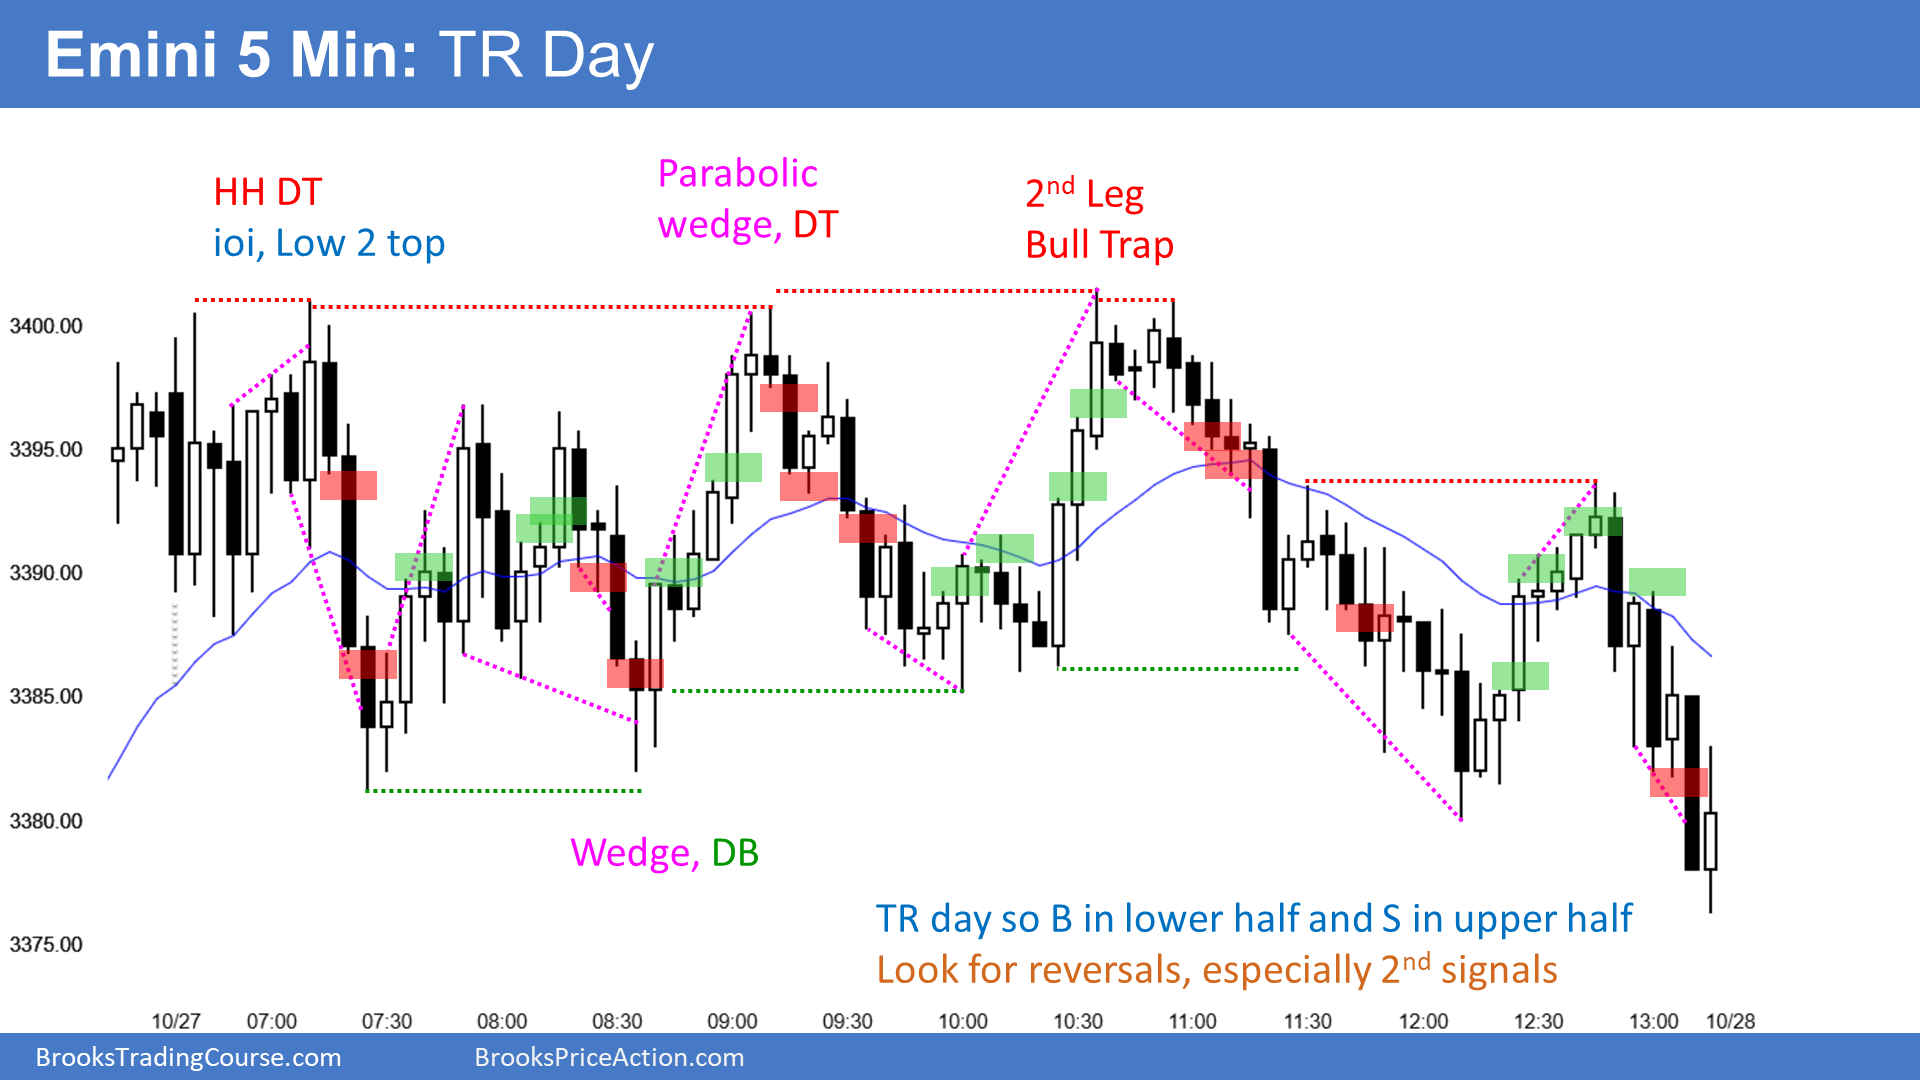 Emini 5 Min: TR Day
HH DT
ioi, Low 2 top
Parabolic
wedge, DT
2nd Leg
Bull Trap
3400.00
3395.00
3390.00
3385.00
3380.00
3375.00
Wedge, DB
TR day so B in lower half and S in upper half
Look for reversals, especially 2nd signals
10/27 07:00 07:30 08:00 08:30 09:00 09:30 10:00 10:30 11:00 11:30 12:00 12:30 13:00 10/28
BrooksTradingCourse.com BrooksPriceAction.com